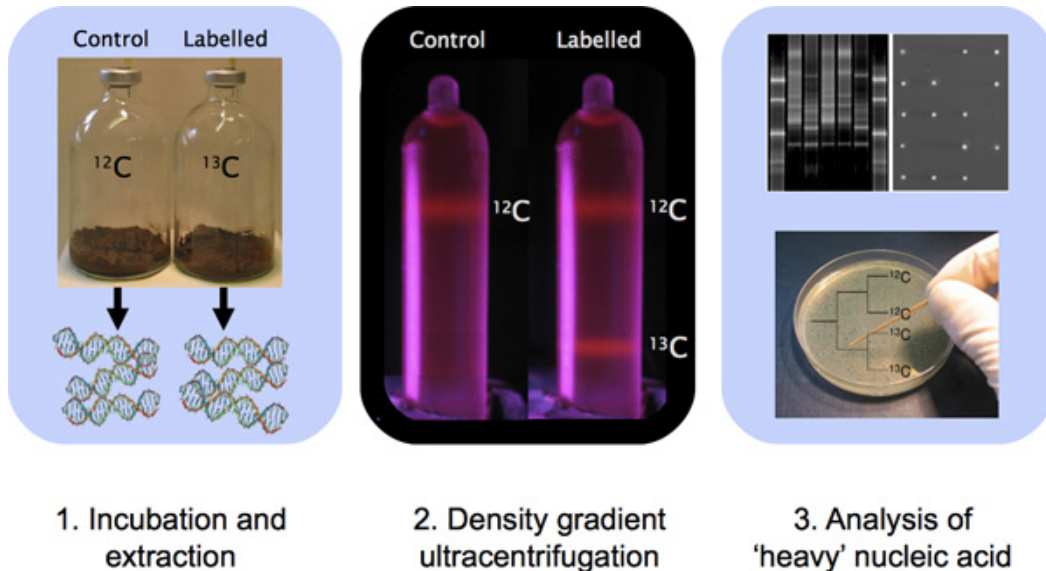 Control Labelled
¹²C ¹³C
Control Labelled
¹²C ¹²C
¹³C
¹²C
¹²C
¹³C
¹³C
1. Incubation and
extraction
2. Density gradient
ultracentrifugation
3. Analysis of
‘heavy’ nucleic acid